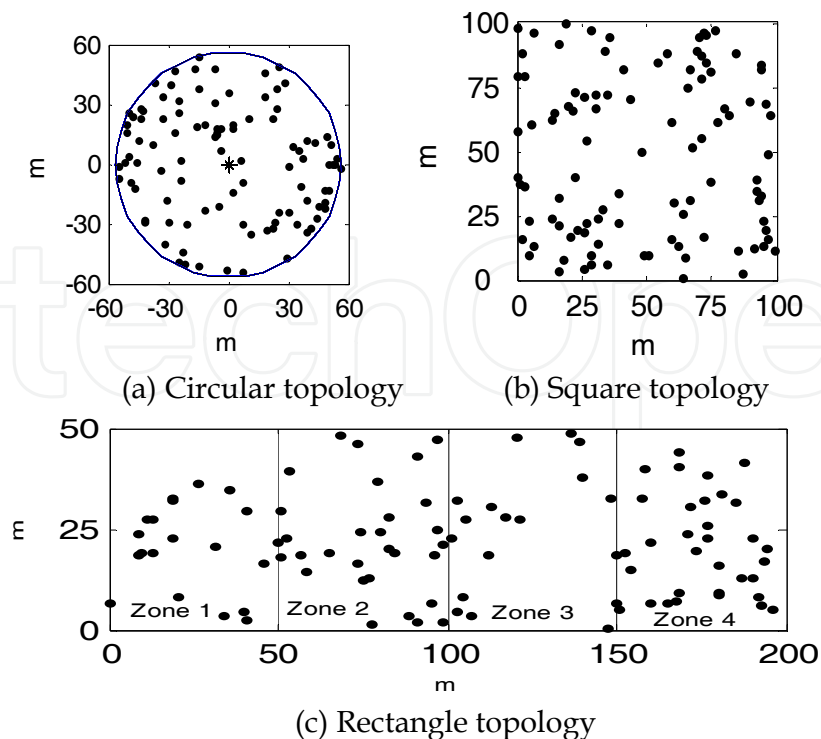 60
30
0
-30
-60
m
-60 -30 0 30 60
m
(a) Circular topology
100
75
50
25
0
m
0 25 50 75 100
m
(b) Square topology
50
25
0
m
Zone 1 Zone 2 Zone 3 Zone 4
0 50 100 150 200
m
(c) Rectangle topology
techOpe